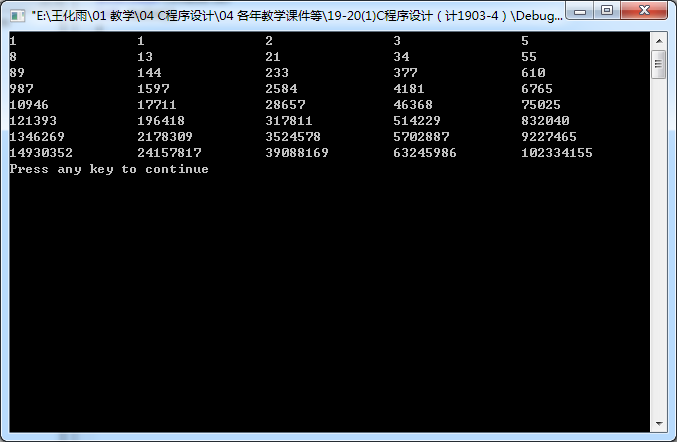 "E:\王化雨\01 教学\04 C程序设计\04 各年教学课件等\19-20(1)C程序设计（计1903-4）\Debug...
1 1 2 3 5
8 13 21 34 55
89 144 233 377 610
987 1597 2584 4181 6765
10946 17711 28657 46368 75025
121393 196418 317811 514229 832040
1346269 2178309 3524578 5702887 9227465
14930352 24157817 39088169 63245986 102334155
Press any key to continue